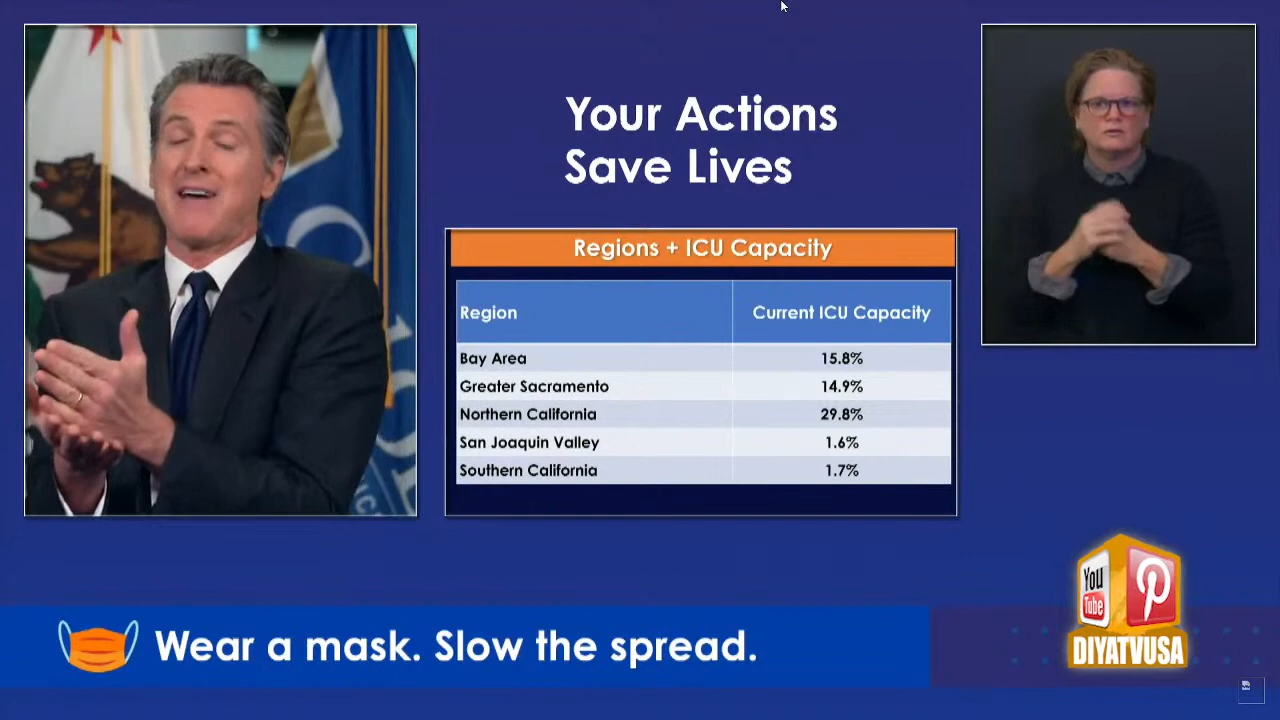 Your Actions
Save Lives
Regions + ICU Capacity
Region Current ICU Capacity
Bay Area 15.8%
Greater Sacramento 14.9%
Northern California 29.8%
San Joaquin Valley 1.6%
Southern California 1.7%
Wear a mask. Slow the spread.
You
Tube
DIYATVUSA